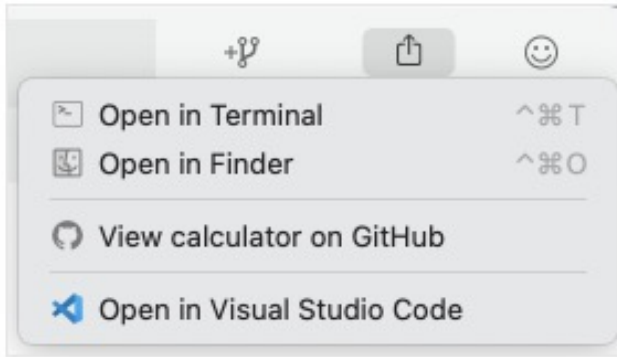 Open in Terminal ^⌘T
Open in Finder ^⌘O
View calculator on GitHub
Open in Visual Studio Code